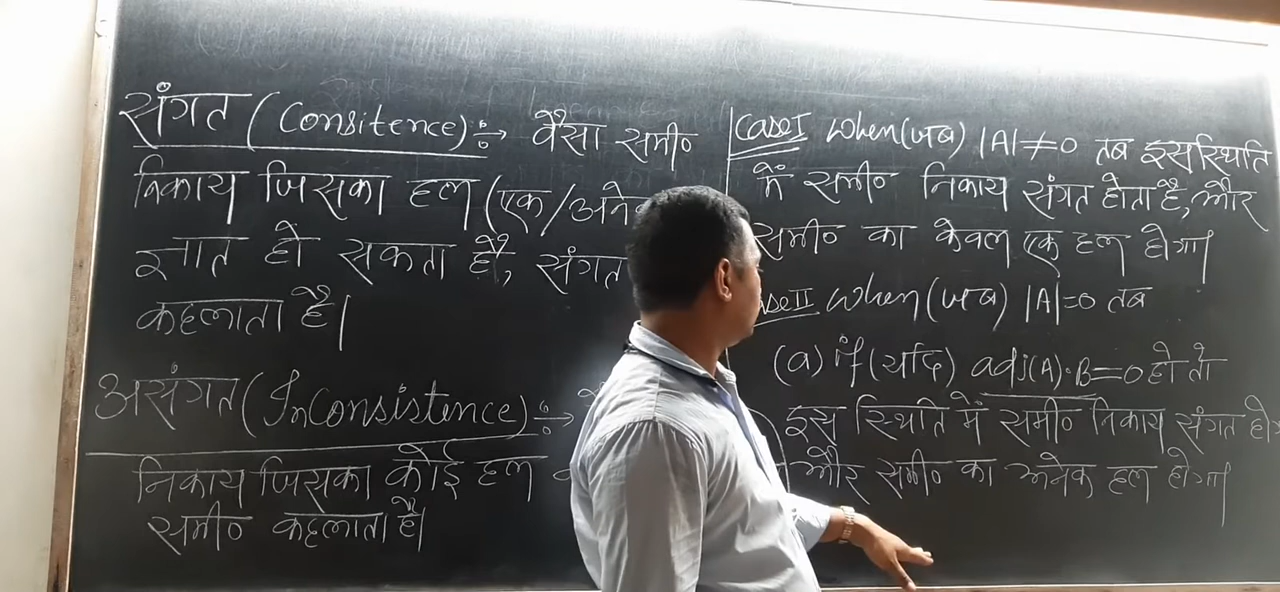 संगत (Consitence) :→ वैसा समी०
निकाय जिसका हल (एक/अनेक
ज्ञात हो सकता है, संगत
कहलाता है।
असंगत (InConsistence) :→
निकाय जिसका कोई हल
समी० कहलाता है।
Case I When (जब) |A|≠0 तब इस स्थिति
में समी० निकाय संगत होता है, और
समी० का केवल एक हल होगा।
Case II When (जब) |A|=0 तब
(a) if (यदि) adj(A)·B=0 हो तो
इस स्थिति में समी० निकाय संगत हो
और समी० का अनेक हल होगा।